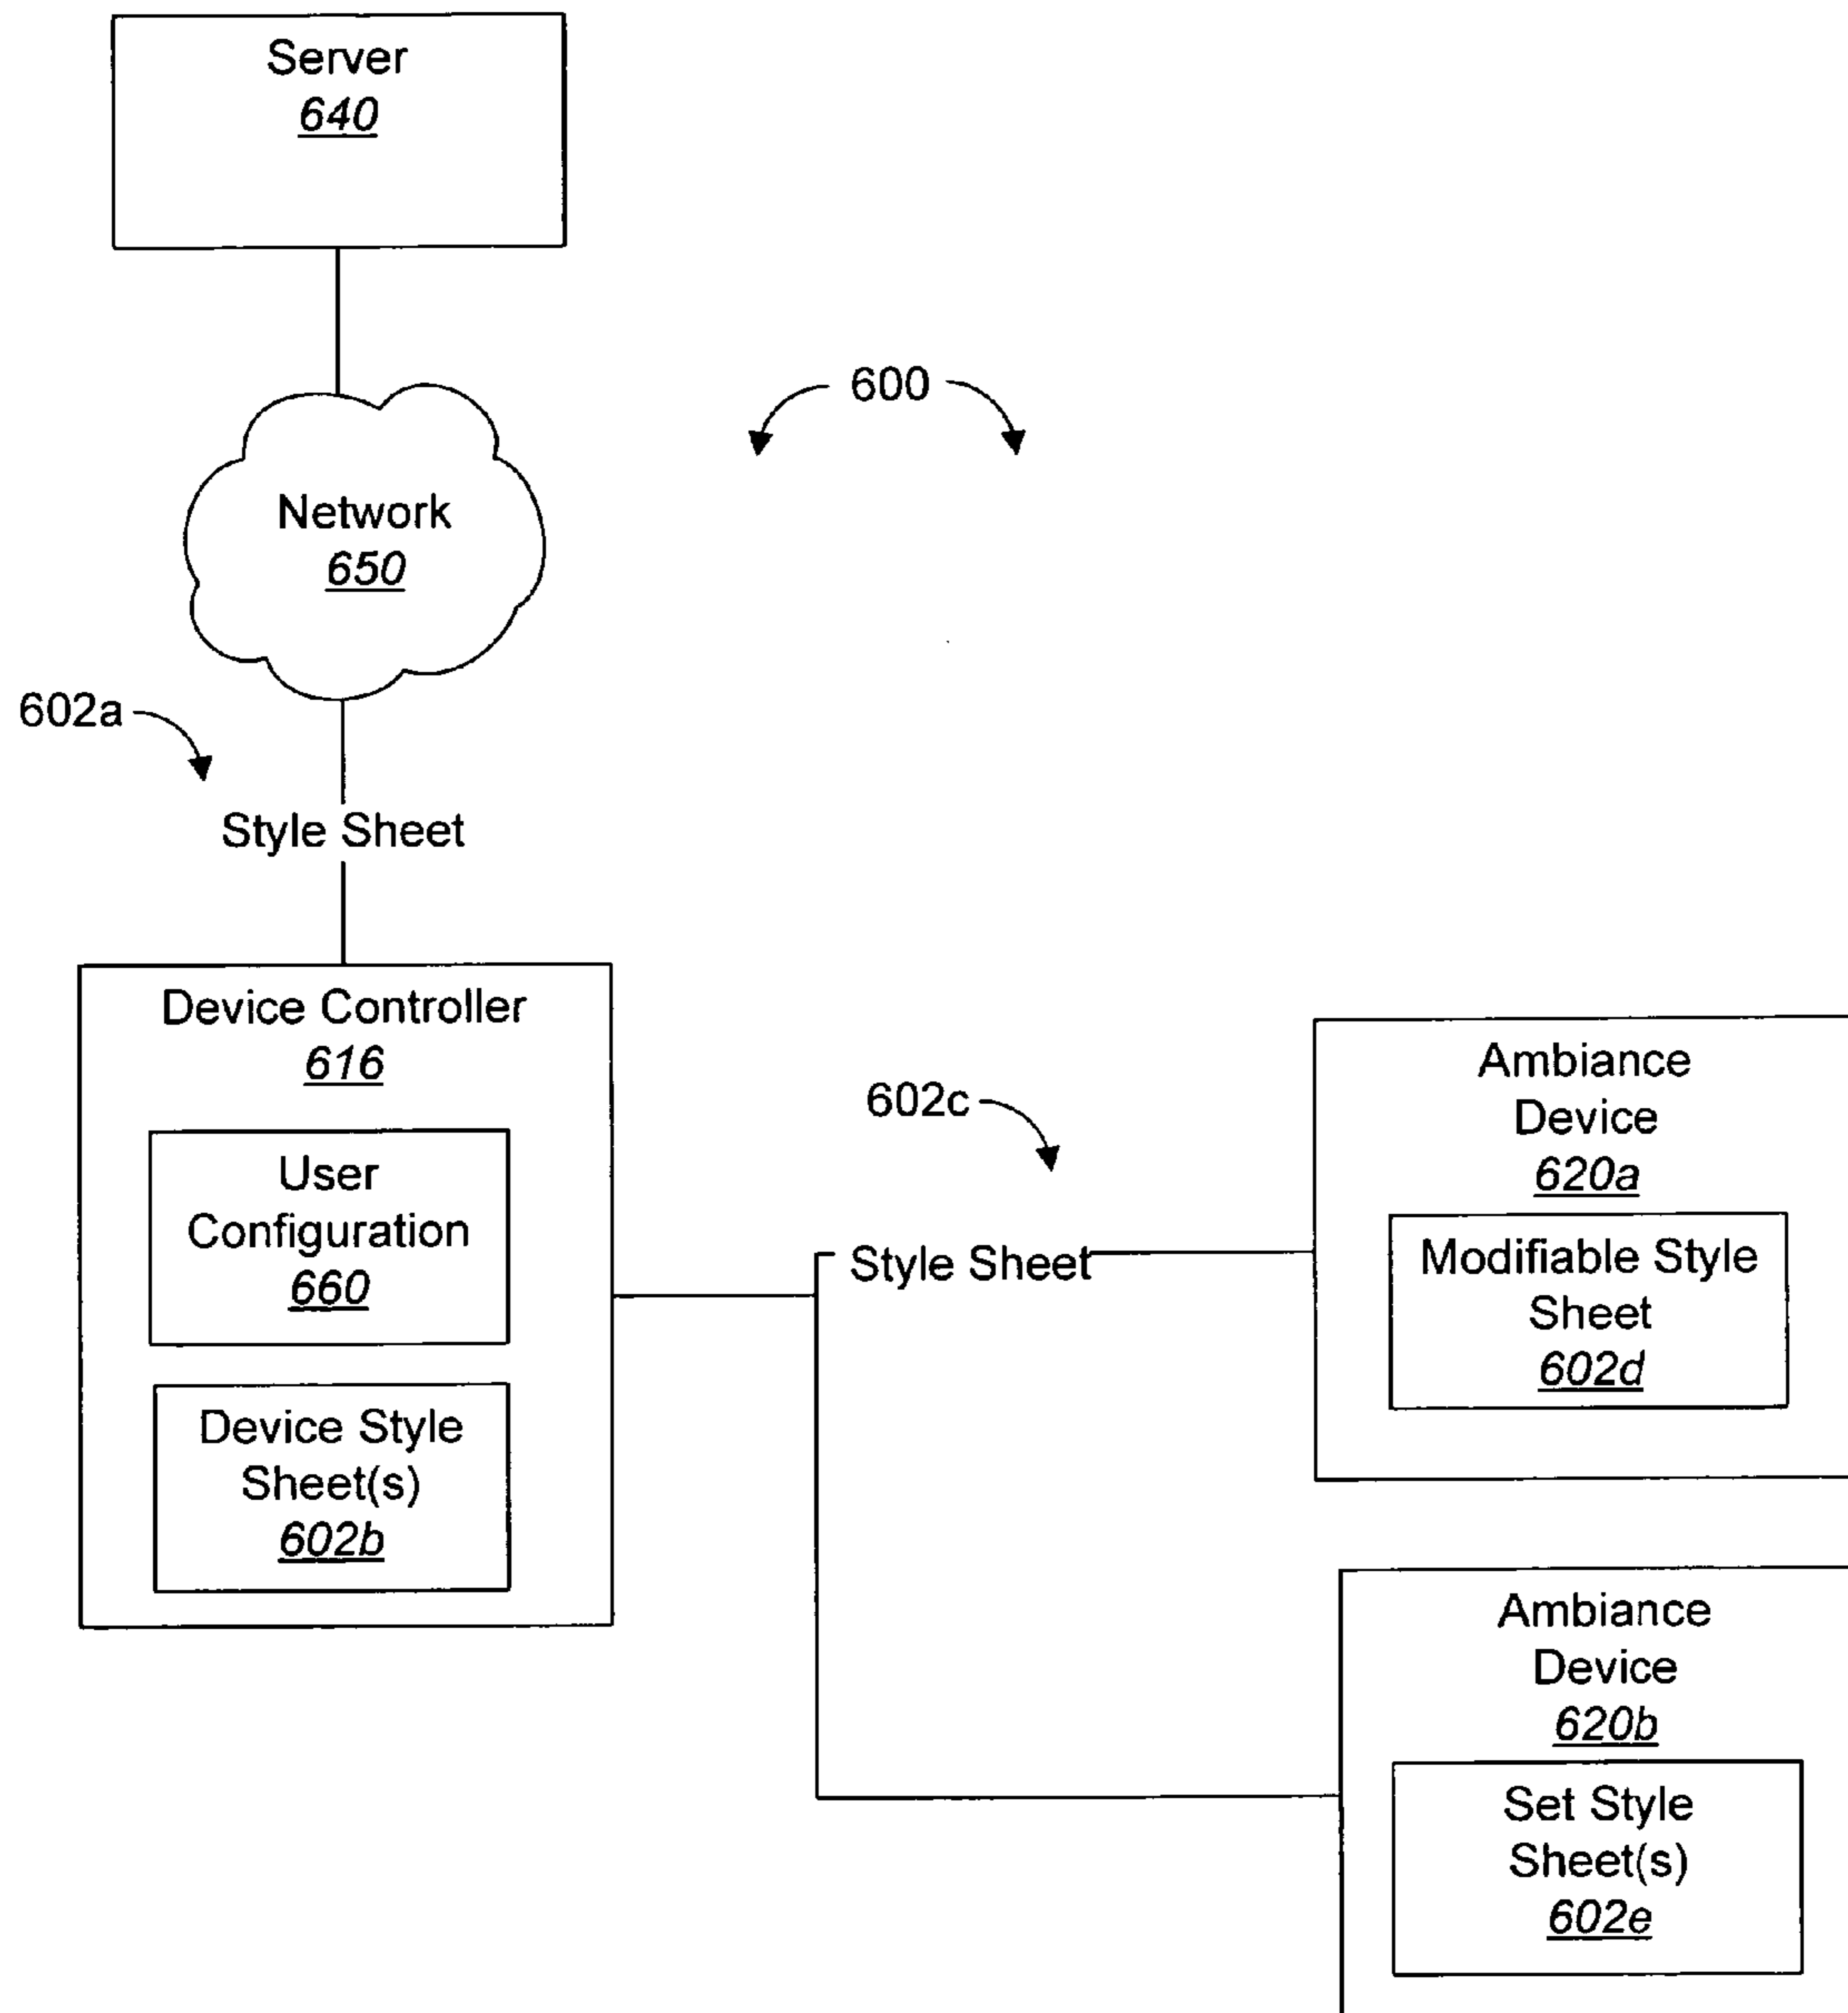 Server
640
600
Network
650
602a
Style Sheet
Device Controller
616
User
Configuration
660
Device Style
Sheet(s)
602b
602c
Style Sheet
Ambiance
Device
620a
Modifiable Style
Sheet
602d
Ambiance
Device
620b
Set Style
Sheet(s)
602e